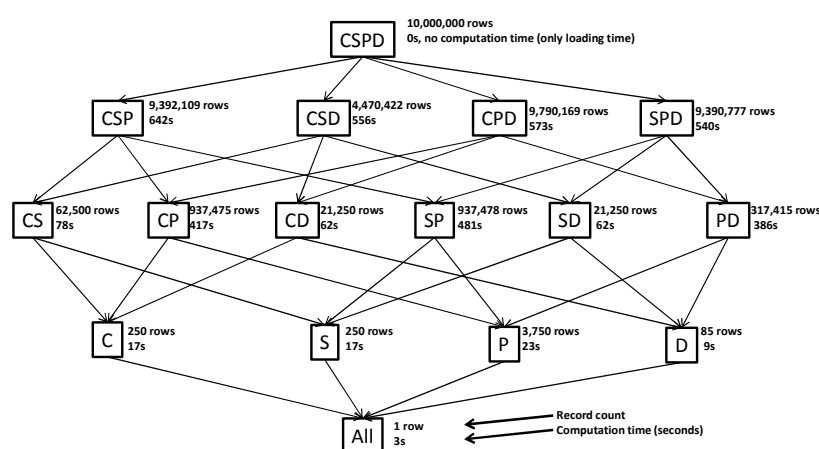 10,000,000 rows
CSPD
0s, no computation time (only loading time)
CSP
9,392,109 rows
642s
CSD
4,470,422 rows
556s
CPD
9,790,169 rows
573s
SPD
9,390,777 rows
540s
CS
62,500 rows
78s
CP
937,475 rows
417s
CD
21,250 rows
62s
SP
937,478 rows
481s
SD
21,250 rows
62s
PD
317,415 rows
386s
C
250 rows
17s
S
250 rows
17s
P
3,750 rows
23s
D
85 rows
9s
All
1 row
3s
Record count
Computation time (seconds)